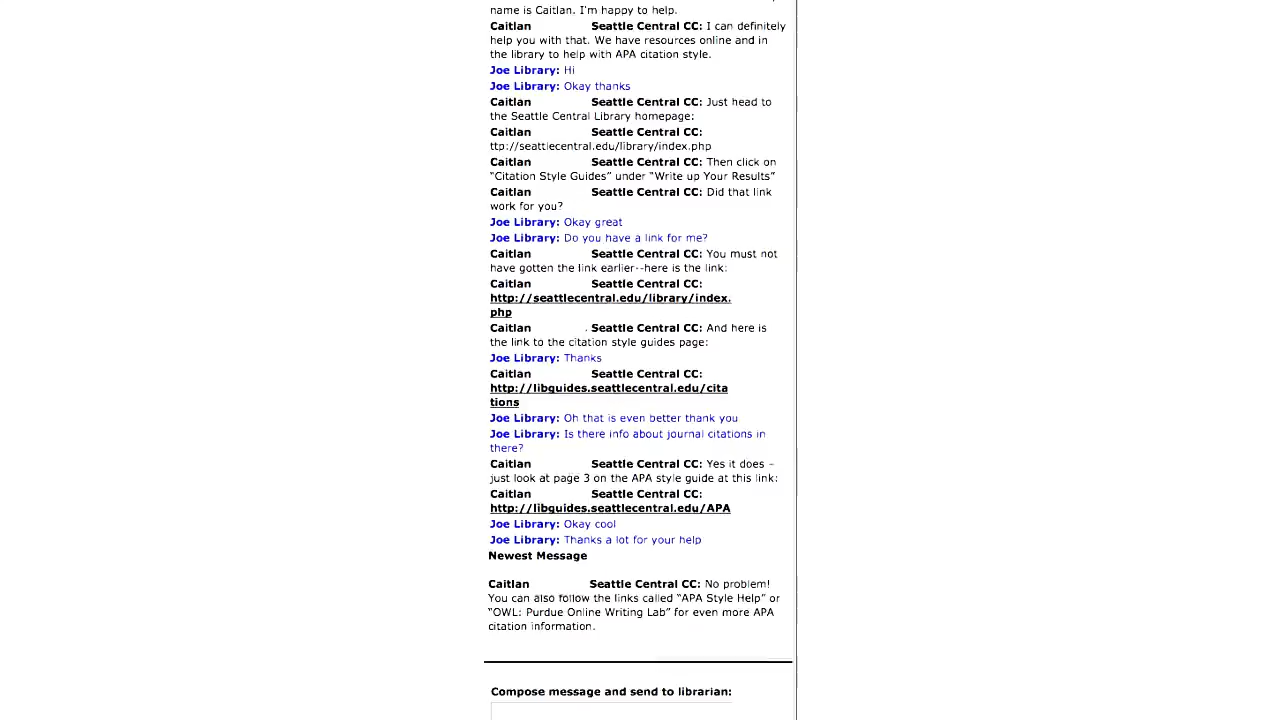 name is Caitlan. I'm happy to help.
Caitlan Seattle Central CC: I can definitely
help you with that. We have resources online and in
the library to help with APA citation style.
Joe Library: Hi
Joe Library: Okay thanks
Caitlan Seattle Central CC: Just head to
the Seattle Central Library homepage:
Caitlan Seattle Central CC:
ttp://seattlecentral.edu/library/index.php
Caitlan Seattle Central CC: Then click on
“Citation Style Guides” under “Write up Your Results”
Caitlan Seattle Central CC: Did that link
work for you?
Joe Library: Okay great
Joe Library: Do you have a link for me?
Caitlan Seattle Central CC: You must not
have gotten the link earlier--here is the link:
Caitlan Seattle Central CC:
http://seattlecentral.edu/library/index.
php
Caitlan Seattle Central CC: And here is
the link to the citation style guides page:
Joe Library: Thanks
Caitlan Seattle Central CC:
http://libguides.seattlecentral.edu/cita
tions
Joe Library: Oh that is even better thank you
Joe Library: Is there info about journal citations in
there?
Caitlan Seattle Central CC: Yes it does –
just look at page 3 on the APA style guide at this link:
Caitlan Seattle Central CC:
http://libguides.seattlecentral.edu/APA
Joe Library: Okay cool
Joe Library: Thanks a lot for your help
Newest Message
Caitlan Seattle Central CC: No problem!
You can also follow the links called “APA Style Help” or
“OWL: Purdue Online Writing Lab” for even more APA
citation information.
Compose message and send to librarian: